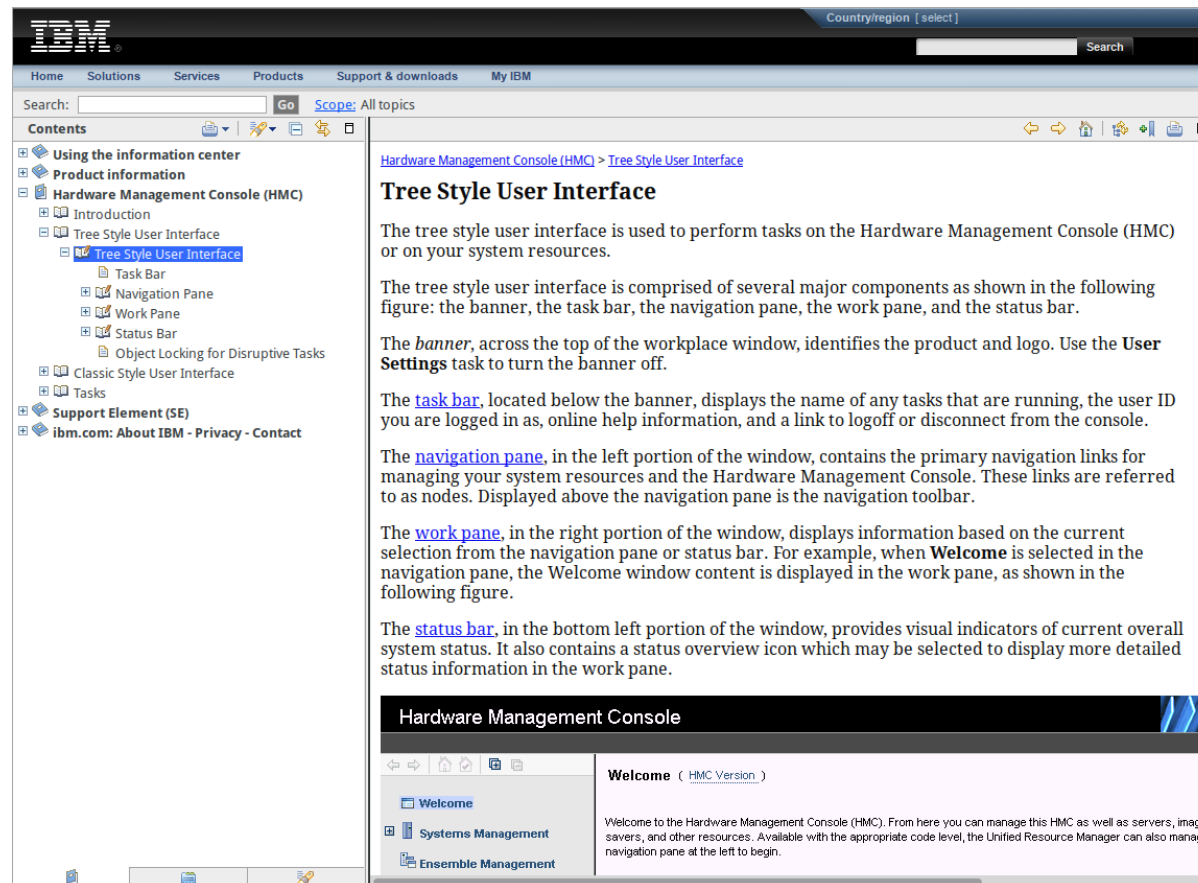 Country/region [ select ]
IBM®
Search
Home Solutions Services Products Support & downloads My IBM
Search: Go Scope: All topics
Contents
Using the information center
Product information
Hardware Management Console (HMC)
Introduction
Tree Style User Interface
Tree Style User Interface
Task Bar
Navigation Pane
Work Pane
Status Bar
Object Locking for Disruptive Tasks
Classic Style User Interface
Tasks
Support Element (SE)
ibm.com: About IBM - Privacy - Contact
Hardware Management Console (HMC) > Tree Style User Interface
Tree Style User Interface
The tree style user interface is used to perform tasks on the Hardware Management Console (HMC)
or on your system resources.
The tree style user interface is comprised of several major components as shown in the following
figure: the banner, the task bar, the navigation pane, the work pane, and the status bar.
The banner, across the top of the workplace window, identifies the product and logo. Use the User
Settings task to turn the banner off.
The task bar, located below the banner, displays the name of any tasks that are running, the user ID
you are logged in as, online help information, and a link to logoff or disconnect from the console.
The navigation pane, in the left portion of the window, contains the primary navigation links for
managing your system resources and the Hardware Management Console. These links are referred
to as nodes. Displayed above the navigation pane is the navigation toolbar.
The work pane, in the right portion of the window, displays information based on the current
selection from the navigation pane or status bar. For example, when Welcome is selected in the
navigation pane, the Welcome window content is displayed in the work pane, as shown in the
following figure.
The status bar, in the bottom left portion of the window, provides visual indicators of current overall
system status. It also contains a status overview icon which may be selected to display more detailed
status information in the work pane.
Hardware Management Console
Welcome ( HMC Version )
Welcome
Systems Management
Ensemble Management
Welcome to the Hardware Management Console (HMC). From here you can manage this HMC as well as servers, imag
savers, and other resources. Available with the appropriate code level, the Unified Resource Manager can also manag
navigation pane at the left to begin.